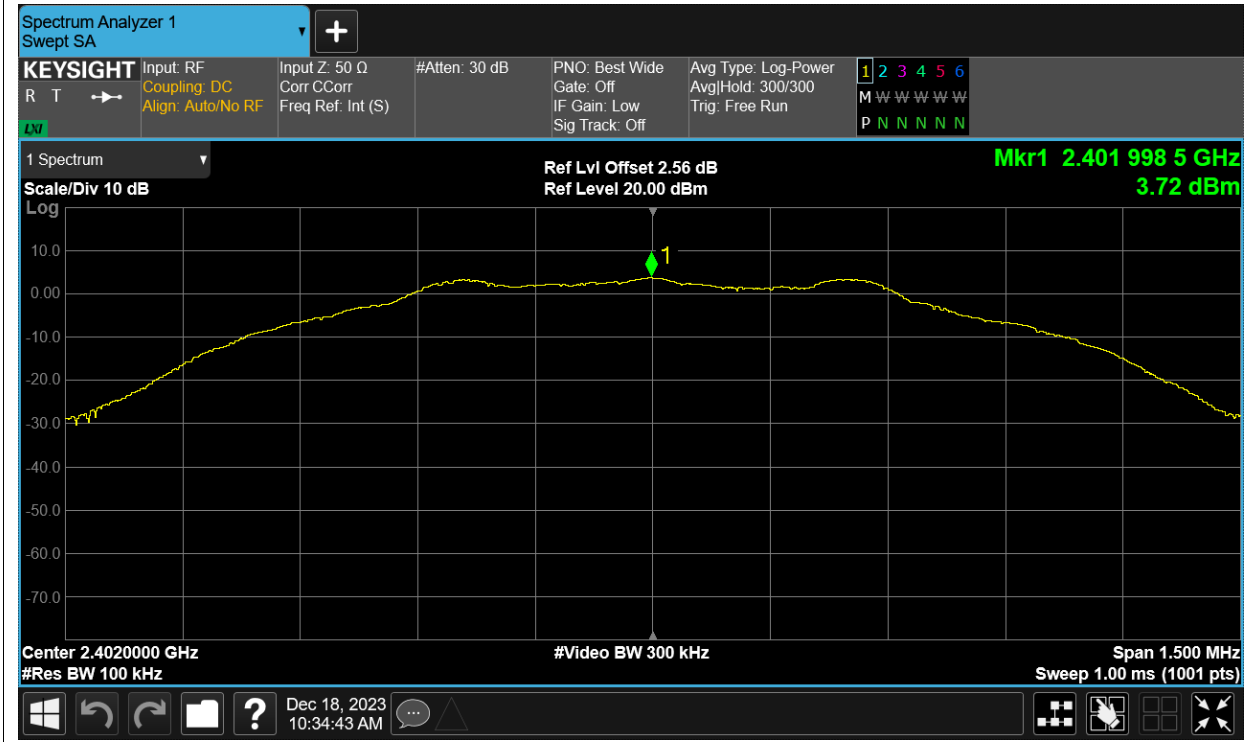 Spectrum Analyzer 1
Swept SA
+
KEYSIGHT
R T
LXI
Input: RF
Coupling: DC
Align: Auto/No RF
Input Z: 50 Ω
Corr CCorr
Freq Ref: Int (S)
#Atten: 30 dB
PNO: Best Wide
Gate: Off
IF Gain: Low
Sig Track: Off
Avg Type: Log-Power
Avg|Hold: 300/300
Trig: Free Run
1 2 3 4 5 6
M W W W W W W
P N N N N N N
1 Spectrum
Scale/Div 10 dB
Log
Ref Lvl Offset 2.56 dB
Ref Level 20.00 dBm
Mkr1 2.401 998 5 GHz
3.72 dBm
1
10.0
0.00
-10.0
-20.0
-30.0
-40.0
-50.0
-60.0
-70.0
Center 2.4020000 GHz
#Res BW 100 kHz
#Video BW 300 kHz
Span 1.500 MHz
Sweep 1.00 ms (1001 pts)
?
Dec 18, 2023
10:34:43 AM